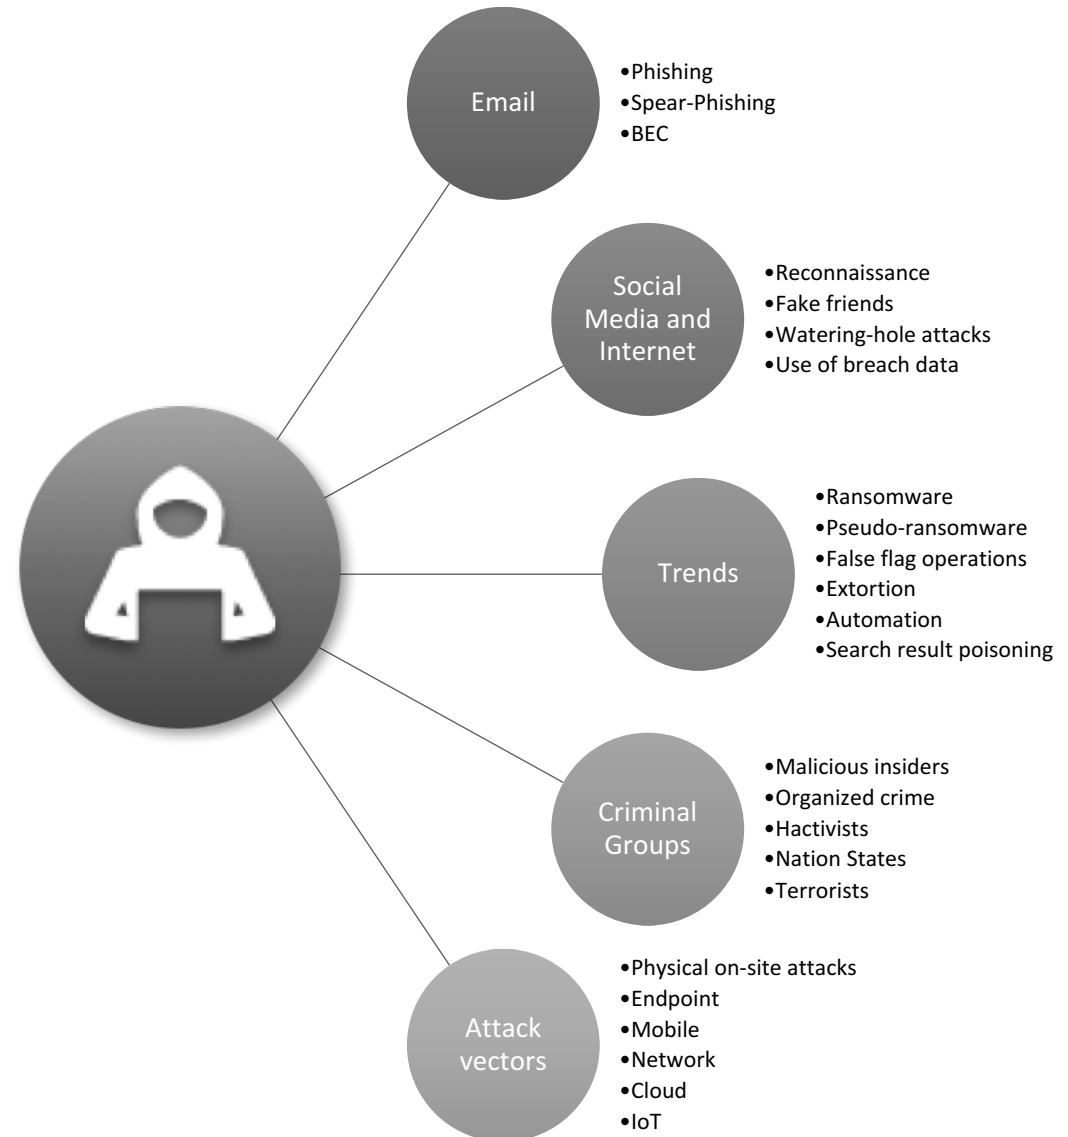 Email
•Phishing
•Spear-Phishing
•BEC
Social
Media and
Internet
•Reconnaissance
•Fake friends
•Watering-hole attacks
•Use of breach data
Trends
•Ransomware
•Pseudo-ransomware
•False flag operations
•Extortion
•Automation
•Search result poisoning
Criminal
Groups
•Malicious insiders
•Organized crime
•Hactivists
•Nation States
•Terrorists
Attack
vectors
•Physical on-site attacks
•Endpoint
•Mobile
•Network
•Cloud
•IoT